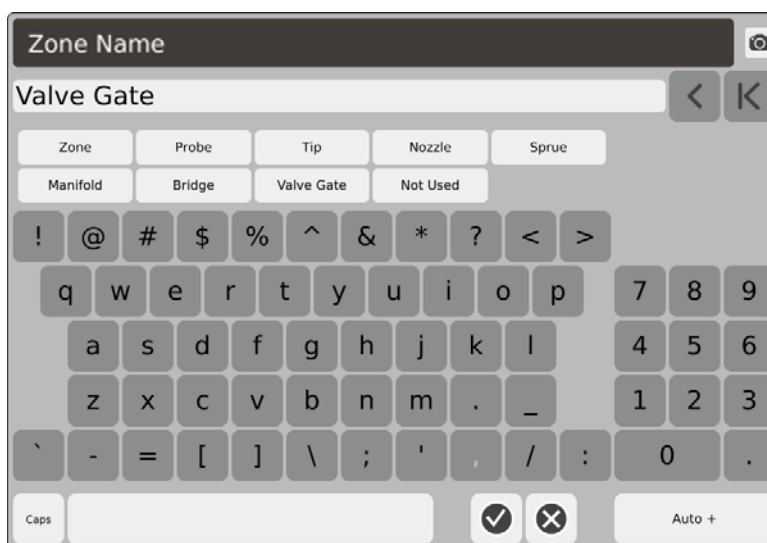 Zone Name
Valve Gate
Zone Probe Tip Nozzle Sprue
Manifold Bridge Valve Gate Not Used
! @ # $ % ^ & * ? < >
q w e r t y u i o p 7 8 9
a s d f g h j k l 4 5 6
z x c v b n m . _ 1 2 3
` - = [ ] \ ; ' , / : 0 .
Caps Auto +